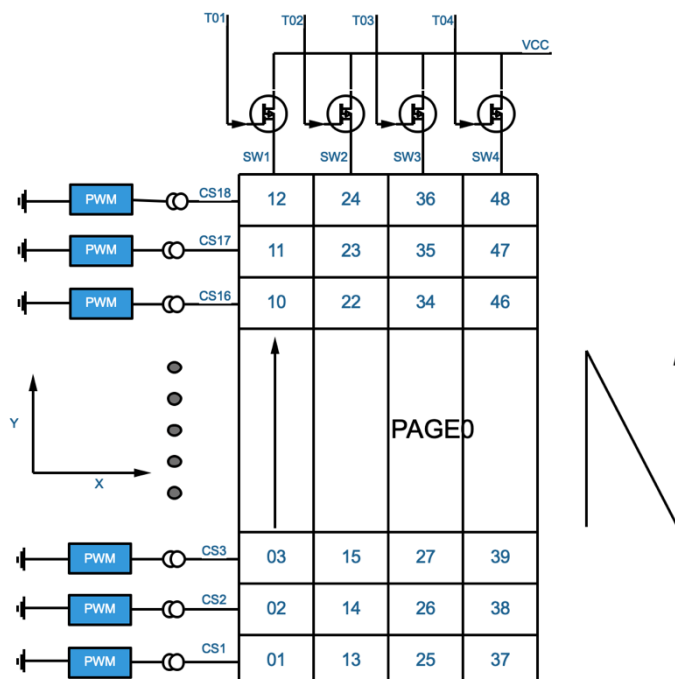 T01 T02 T03 T04
VCC
SW1 SW2 SW3 SW4
PWM CS18 12 24 36 48
PWM CS17 11 23 35 47
PWM CS16 10 22 34 46
Y
X
PAGE0
PWM CS3 03 15 27 39
PWM CS2 02 14 26 38
PWM CS1 01 13 25 37